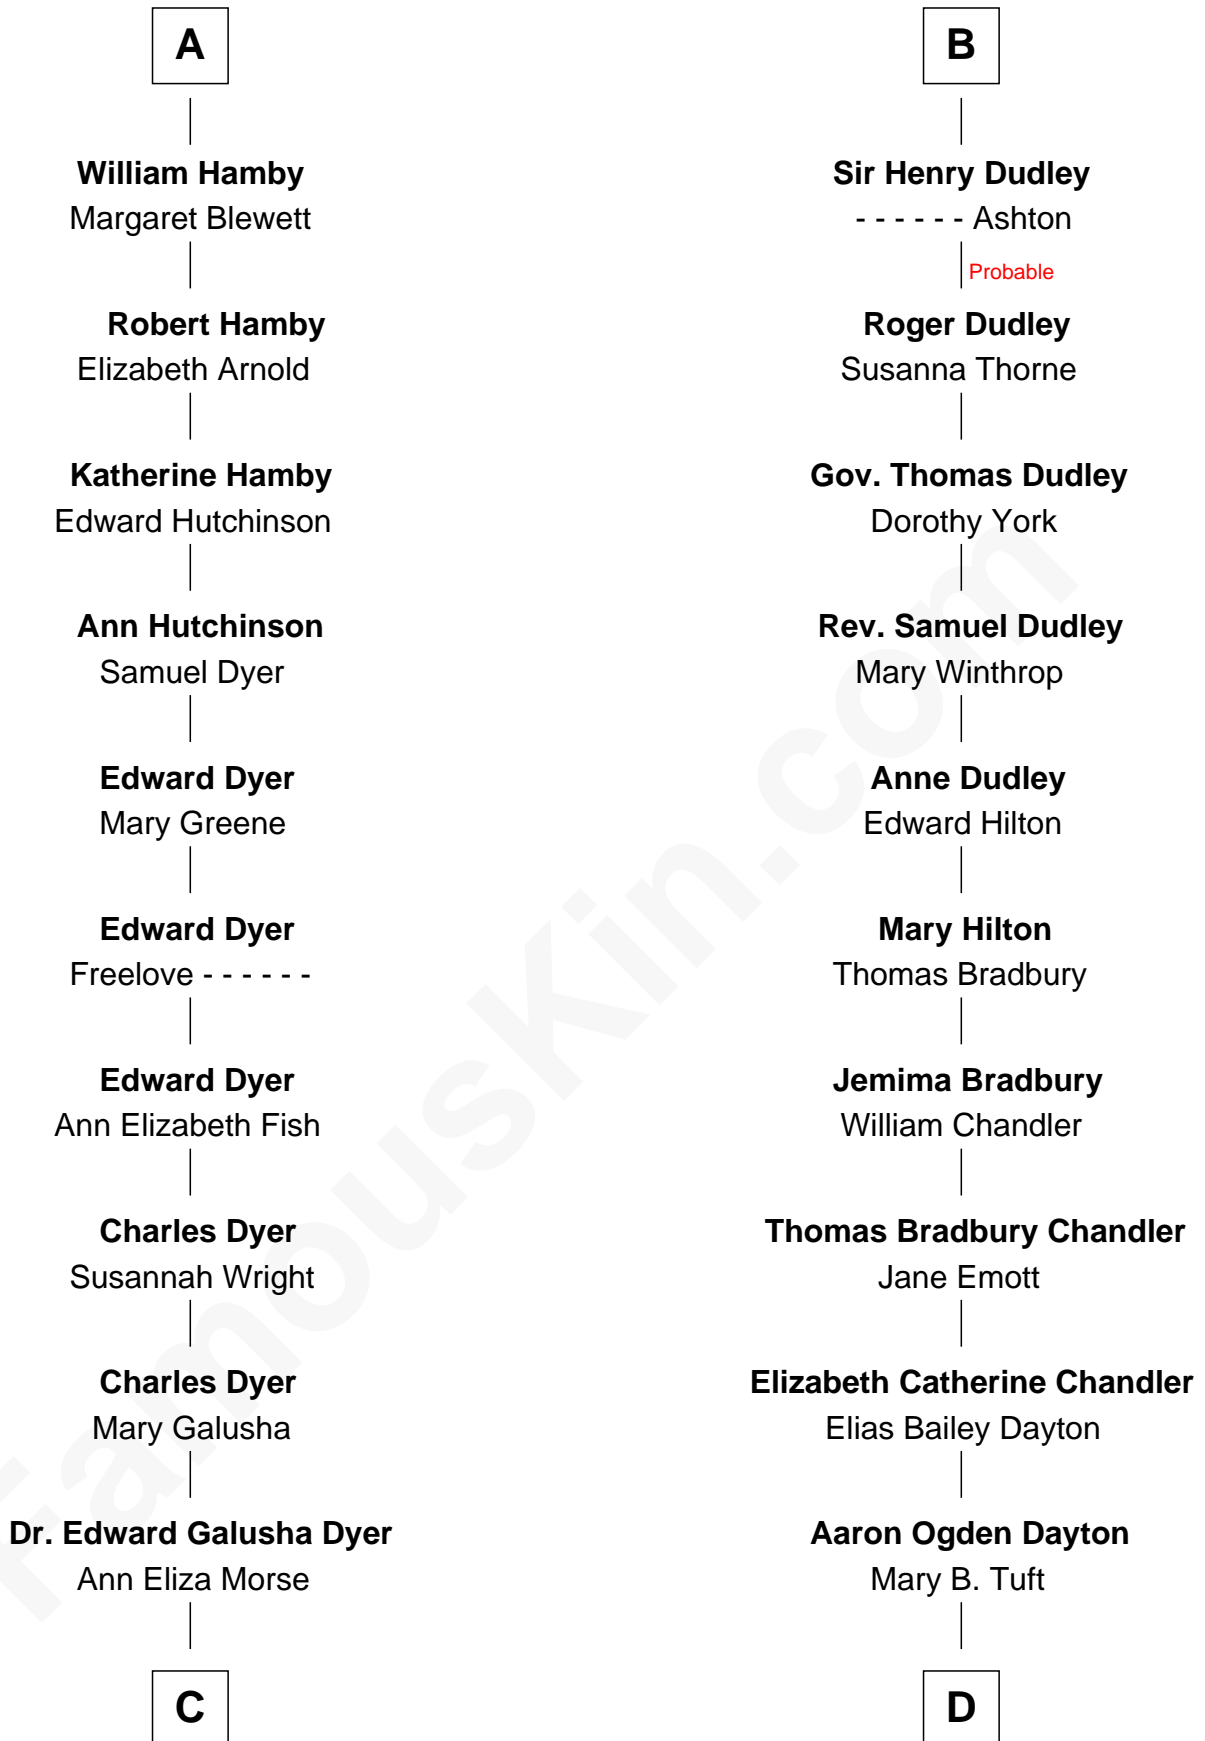 A
William Hamby
Margaret Blewett
Robert Hamby
Elizabeth Arnold
Katherine Hamby
Edward Hutchinson
Ann Hutchinson
Samuel Dyer
Edward Dyer
Mary Greene
Edward Dyer
Freelove - - - - - -
Edward Dyer
Ann Elizabeth Fish
Charles Dyer
Susannah Wright
Charles Dyer
Mary Galusha
Dr. Edward Galusha Dyer
Ann Eliza Morse
C
B
Sir Henry Dudley
- - - - - - Ashton
Probable
Roger Dudley
Susanna Thorne
Gov. Thomas Dudley
Dorothy York
Rev. Samuel Dudley
Mary Winthrop
Anne Dudley
Edward Hilton
Mary Hilton
Thomas Bradbury
Jemima Bradbury
William Chandler
Thomas Bradbury Chandler
Jane Emott
Elizabeth Catherine Chandler
Elias Bailey Dayton
Aaron Ogden Dayton
Mary B. Tuft
D
FamousKin.com